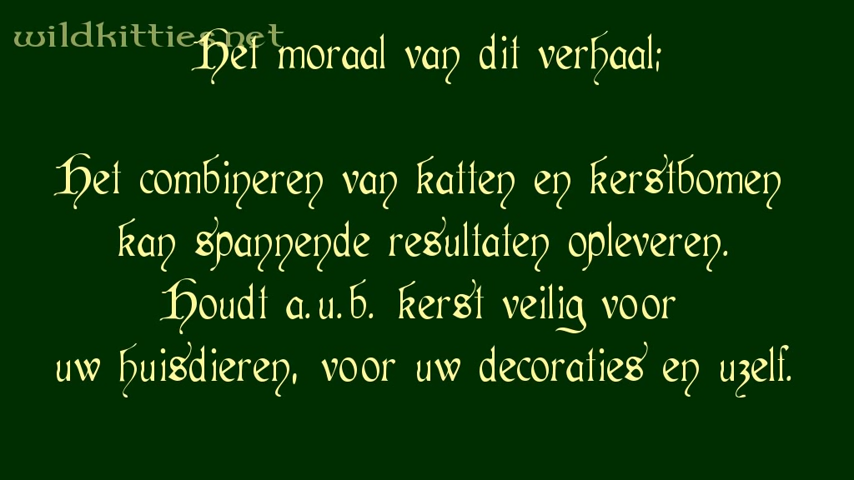 wildkitties.net
Het moraal van dit verhaal;
Het combineren van katten en kerstbomen
kan spannende resultaten opleveren.
Houdt a.u.b. kerst veilig voor
uw huisdieren, voor uw decoraties en uzelf.